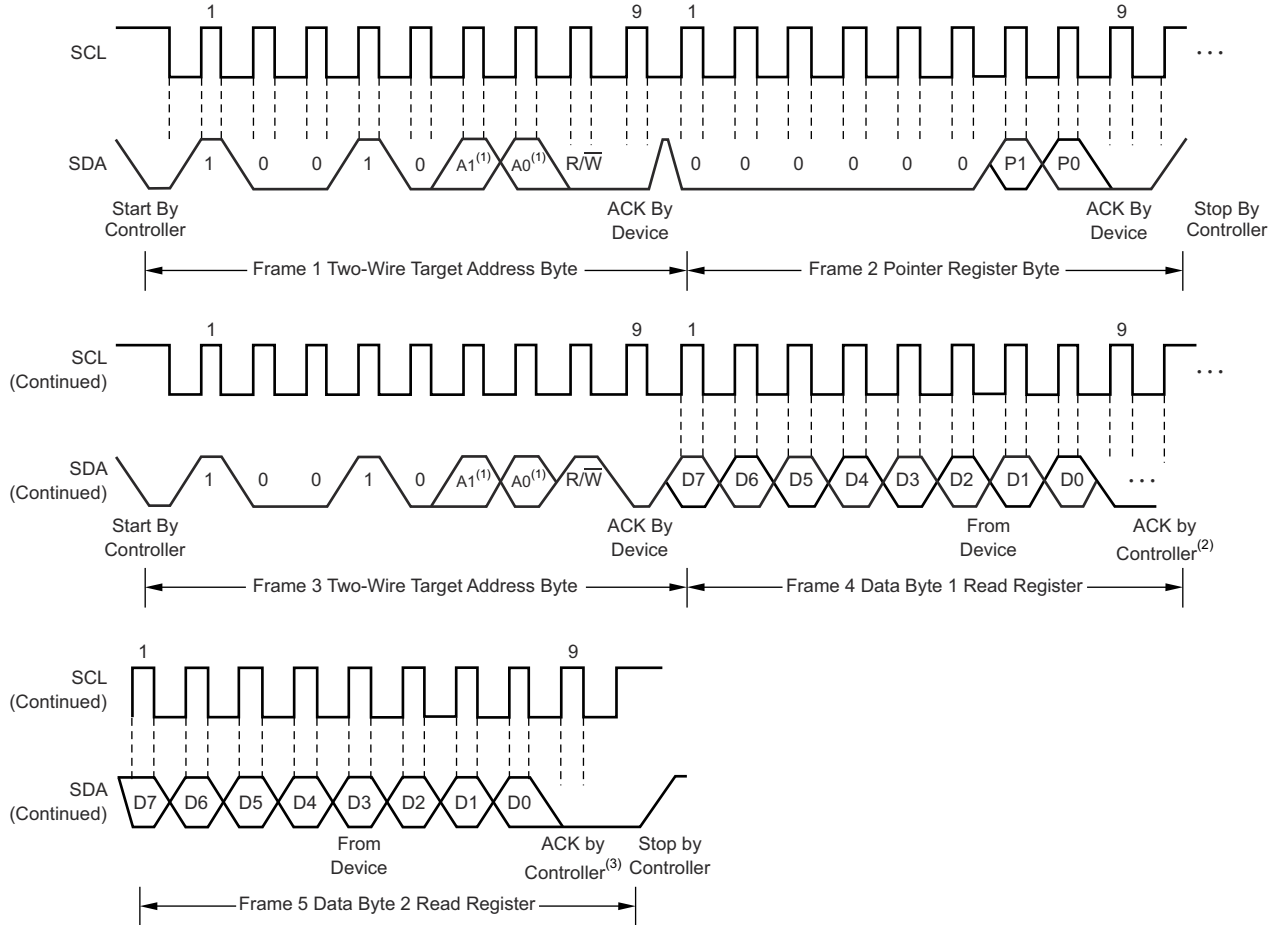 1 9 1 9
SCL
...
SDA
1 0 0 1 0 A1(1) A0(1) R/W 0 0 0 0 0 0 P1 P0
Start By
Controller
ACK By
Device
ACK By
Device
Stop By
Controller
Frame 1 Two-Wire Target Address Byte
Frame 2 Pointer Register Byte
1 9 1 9
SCL
(Continued)
...
SDA
(Continued)
1 0 0 1 0 A1(1) A0(1) R/W D7 D6 D5 D4 D3 D2 D1 D0 ...
Start By
Controller
ACK By
Device
From
Device
ACK by
Controller(2)
Frame 3 Two-Wire Target Address Byte
Frame 4 Data Byte 1 Read Register
1 9
SCL
(Continued)
SDA
(Continued)
D7 D6 D5 D4 D3 D2 D1 D0
From
Device
ACK by
Controller(3)
Stop by
Controller
Frame 5 Data Byte 2 Read Register